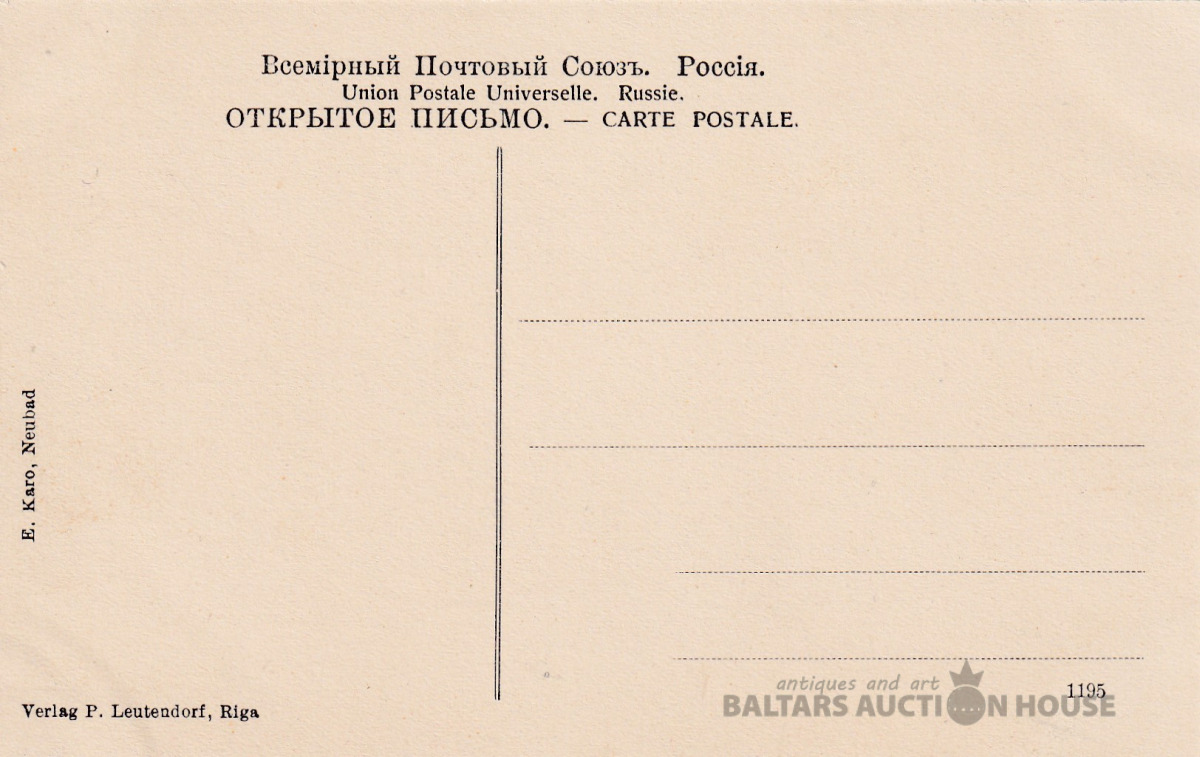 Всемірный Почтовый Союзъ. Россія.
Union Postale Universelle. Russie.
ОТКРЫТОЕ ПИСЬМО. — CARTE POSTALE.
E. Karo, Neubad
Verlag P. Leutendorf, Riga
1195
antiques and art
BALTARS AUCTION HOUSE